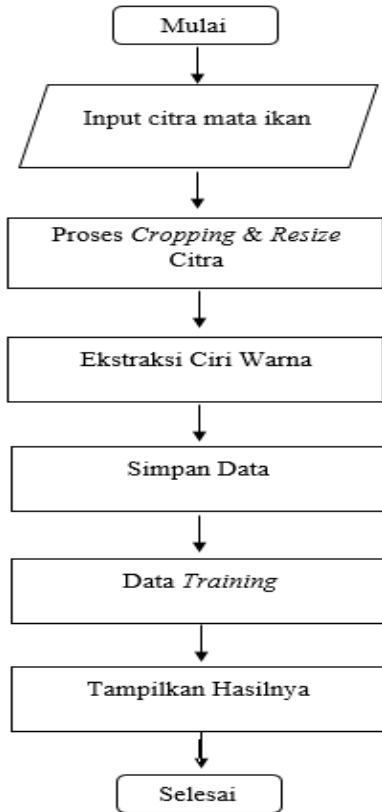 Mulai
Input citra mata ikan
Proses Cropping & Resize
Citra
Ekstraksi Ciri Warna
Simpan Data
Data Training
Tampilkan Hasilnya
Selesai